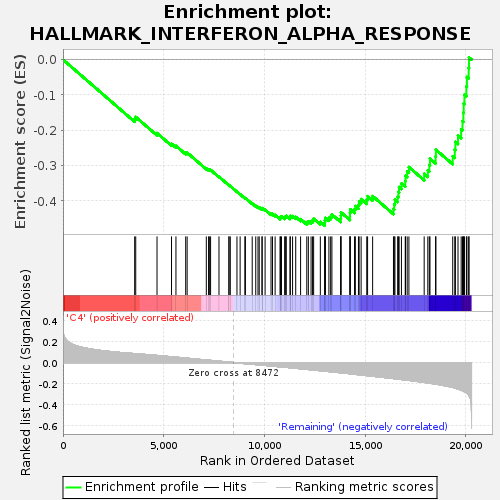 Enrichment plot:
HALLMARK_INTERFERON_ALPHA_RESPONSE
Enrichment score (ES)
0.0
-0.1
-0.2
-0.3
-0.4
'C4' (positively correlated)
Ranked list metric (Signal2Noise)
0.4
0.2
0.0
-0.2
-0.4
-0.6
Zero cross at 8472
'Remaining' (negatively correlated)
0
5,000
10,000
15,000
20,000
Rank in Ordered Dataset
Enrichment profile
Hits
Ranking metric scores